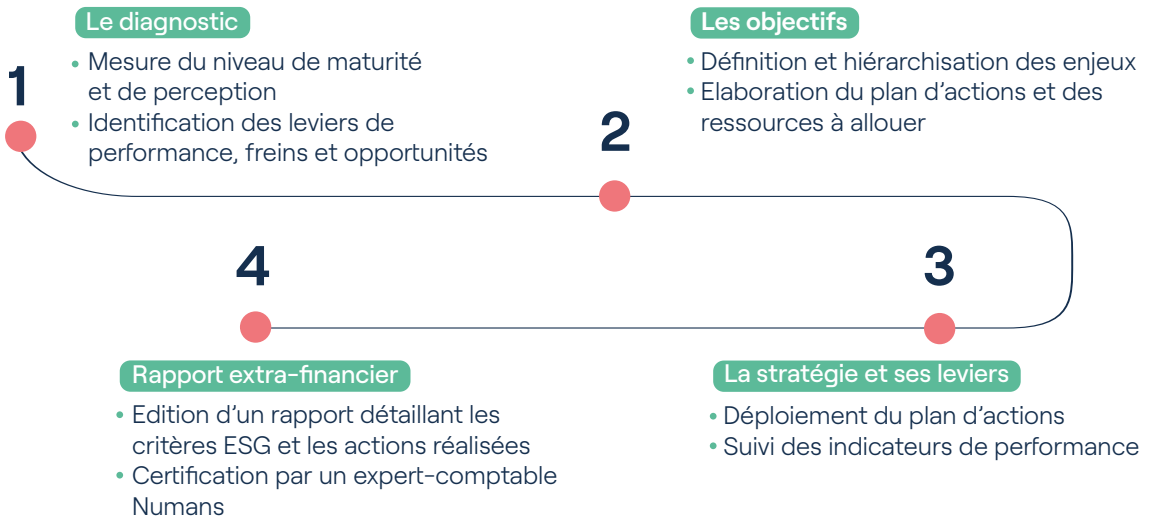 1
Le diagnostic
• Mesure du niveau de maturité
et de perception
• Identification des leviers de
performance, freins et opportunités
2
Les objectifs
• Définition et hiérarchisation des enjeux
• Elaboration du plan d’actions et des
ressources à allouer
3
La stratégie et ses leviers
• Déploiement du plan d’actions
• Suivi des indicateurs de performance
4
Rapport extra-financier
• Edition d’un rapport détaillant les
critères ESG et les actions réalisées
• Certification par un expert-comptable
Numans